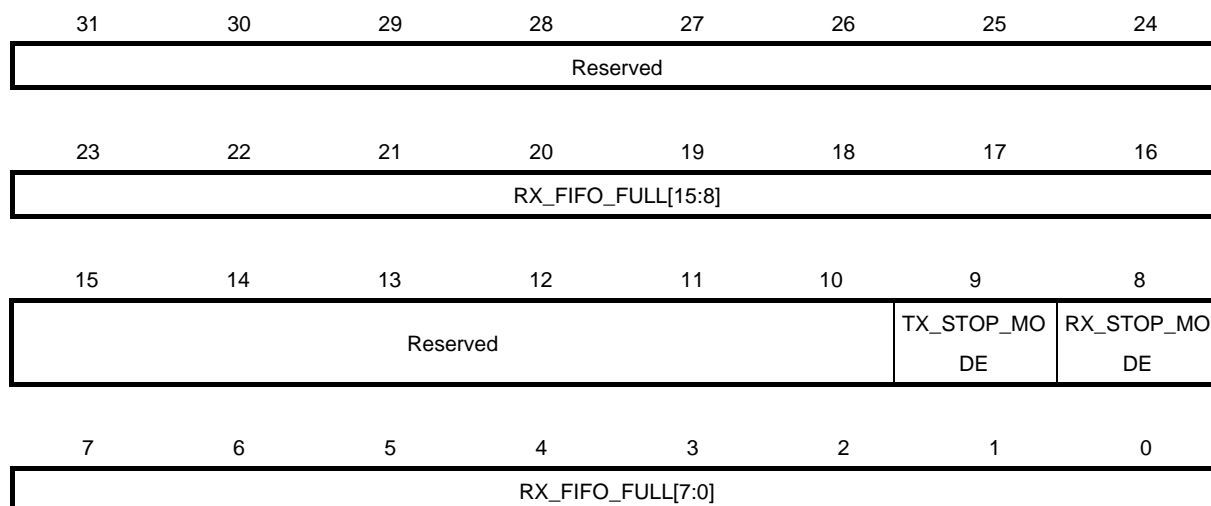 31 30 29 28 27 26 25 24
Reserved
23 22 21 20 19 18 17 16
RX_FIFO_FULL[15:8]
15 14 13 12 11 10 9 8
Reserved
TX_STOP_MO
DE
RX_STOP_MO
DE
7 6 5 4 3 2 1 0
RX_FIFO_FULL[7:0]